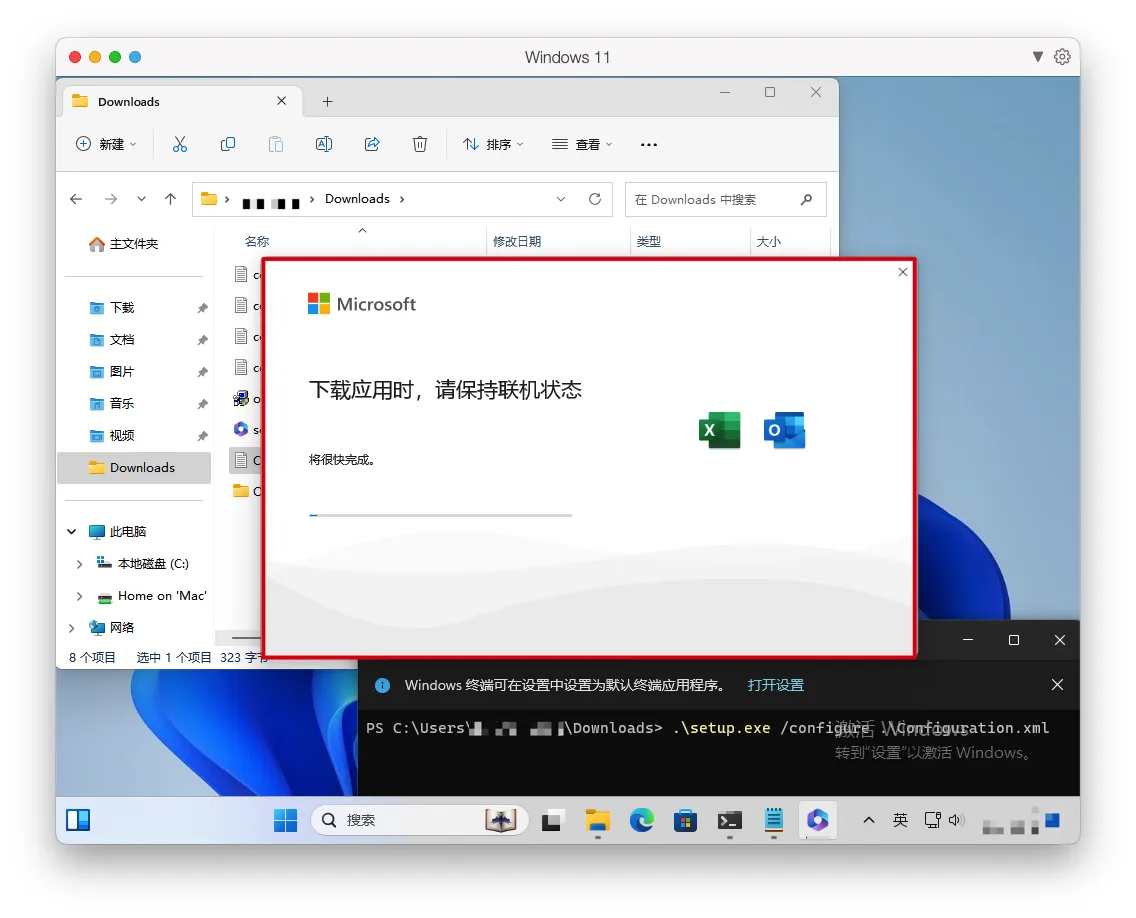 Windows 11
Downloads
新建
排序
查看
Downloads
在 Downloads 中搜索
主文件夹
名称
修改日期
类型
大小
下载
文档
图片
音乐
视频
Downloads
此电脑
本地磁盘 (C:)
Home on 'Mac'
网络
8 个项目
选中 1 个项目
323 字节
Microsoft
下载应用时，请保持联机状态
将很快完成。
Windows 终端可在设置中设置为默认终端应用程序。
打开设置
PS C:\Users\ \Downloads> .\setup.exe /configure .\Configuration.xml
激活 Windows
转到“设置”以激活 Windows。
搜索
英